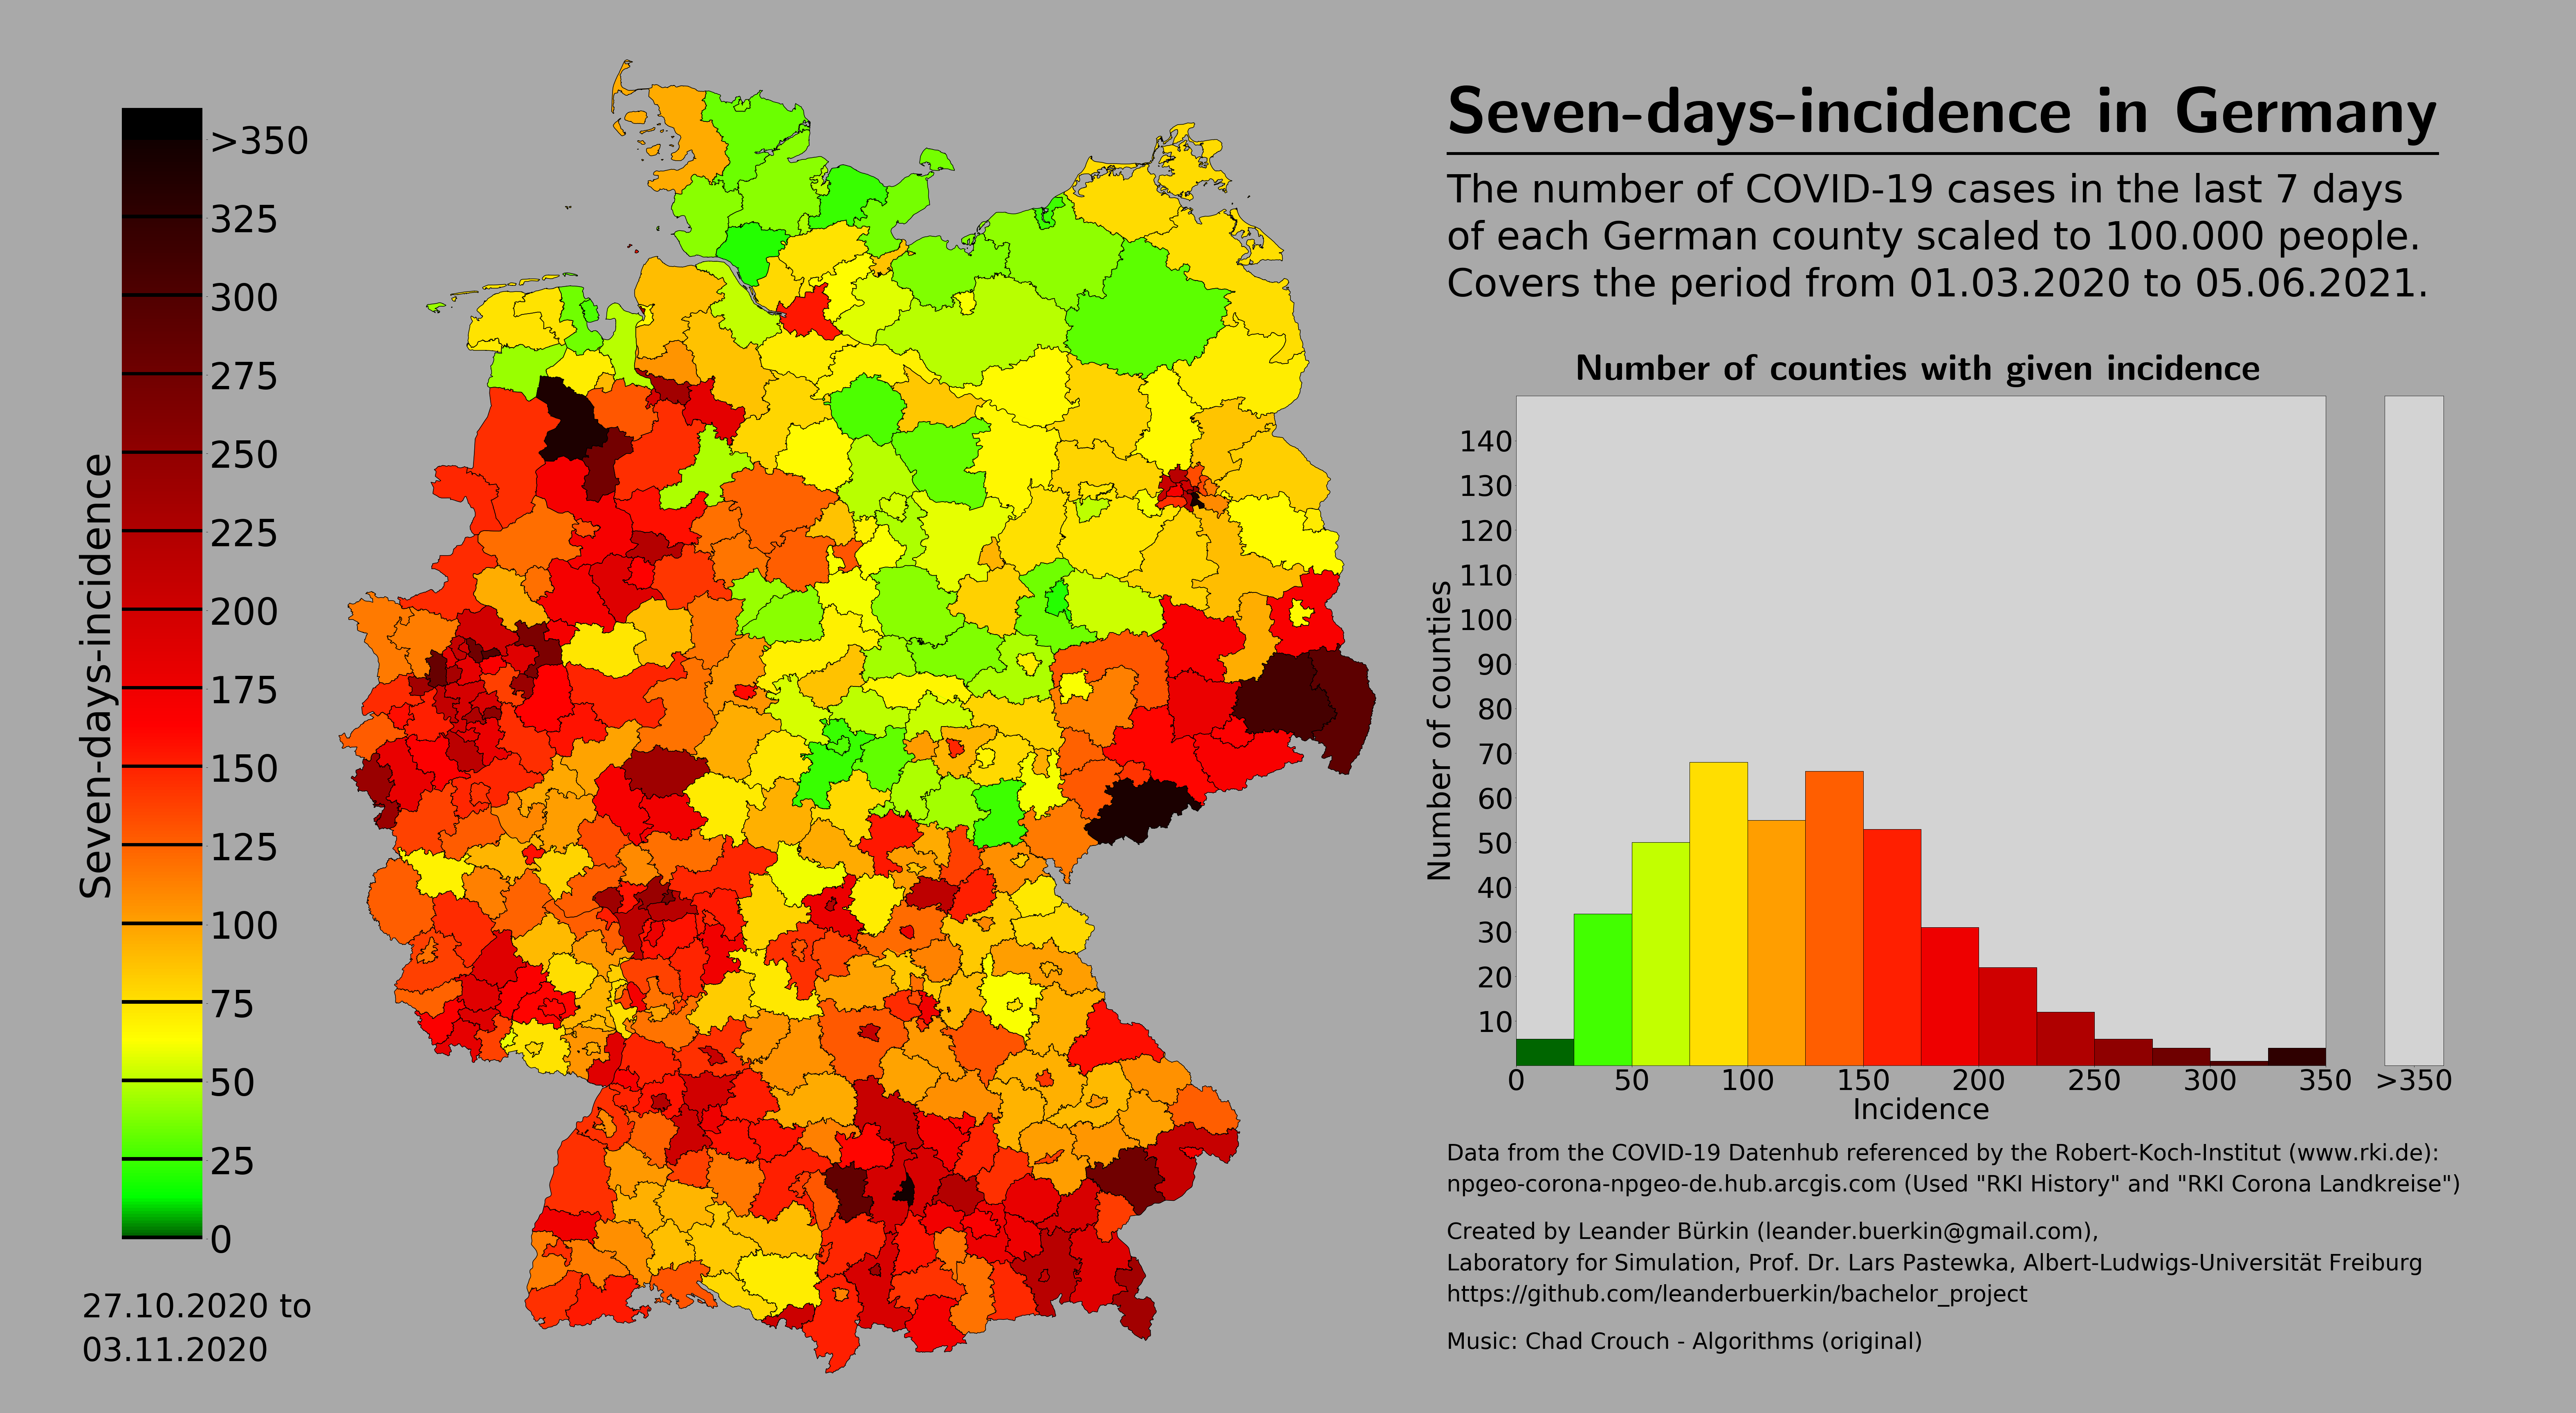 Seven-days-incidence in Germany
The number of COVID-19 cases in the last 7 days
of each German county scaled to 100.000 people.
Covers the period from 01.03.2020 to 05.06.2021.
Seven-days-incidence
>350
325
300
275
250
225
200
175
150
125
100
75
50
25
0
27.10.2020 to
03.11.2020
Number of counties with given incidence
Number of counties
140
130
120
110
100
90
80
70
60
50
40
30
20
10
0 50 100 150 200 250 300 350 >350
Incidence
Data from the COVID-19 Datenhub referenced by the Robert-Koch-Institut (www.rki.de):
npgeo-corona-npgeo-de.hub.arcgis.com (Used "RKI History" and "RKI Corona Landkreise")
Created by Leander Bürkin (leander.buerkin@gmail.com),
Laboratory for Simulation, Prof. Dr. Lars Pastewka, Albert-Ludwigs-Universität Freiburg
https://github.com/leanderbuerkin/bachelor_project
Music: Chad Crouch - Algorithms (original)